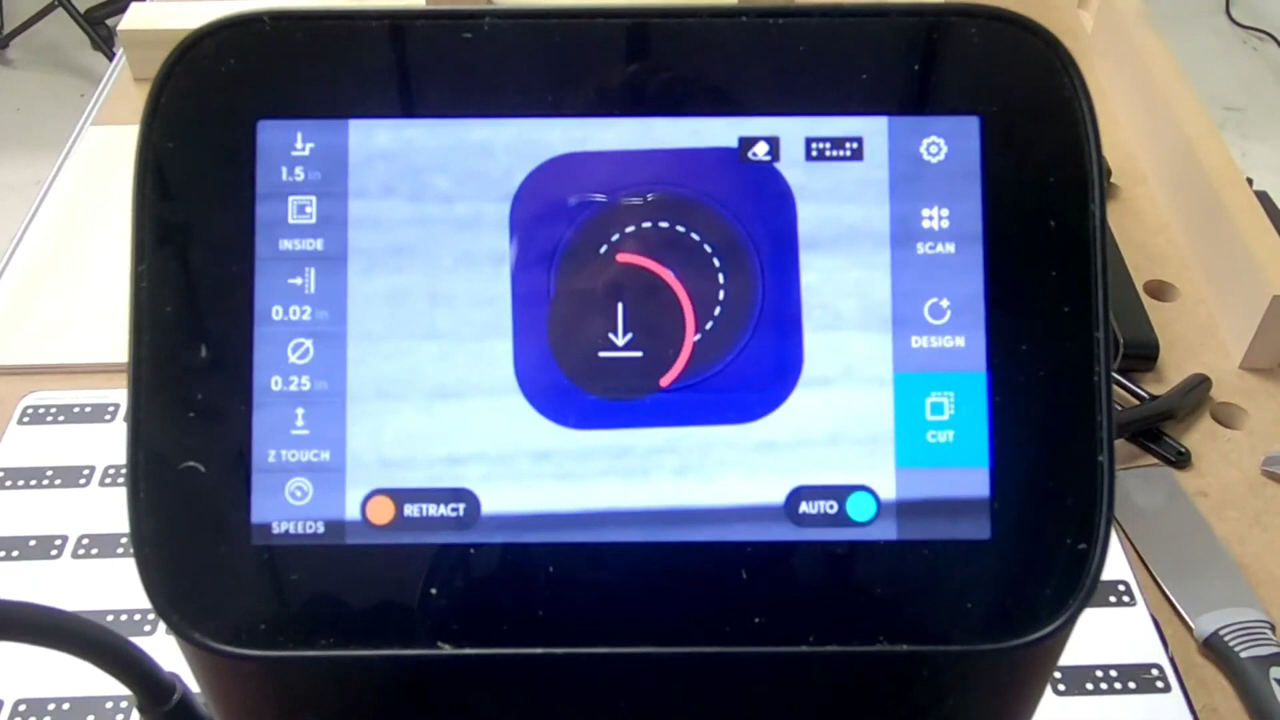 1.5 in
INSIDE
0.02 in
0.25 in
Z TOUCH
SPEEDS
RETRACT
AUTO
SCAN
DESIGN
CUT